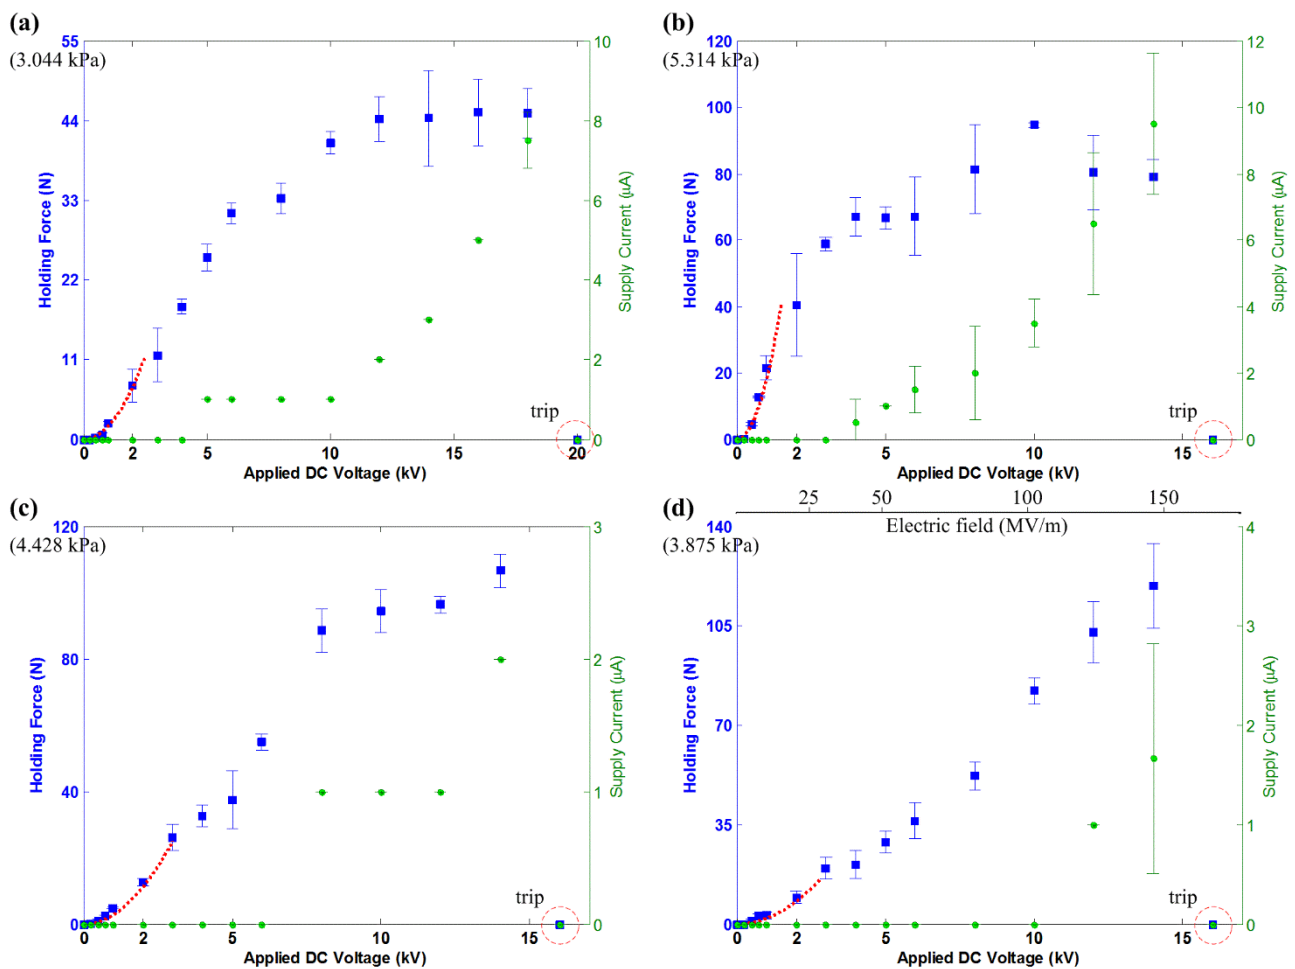 (a)
(3.044 kPa)
55
44
33
22
11
0
Holding Force (N)
10
8
6
4
2
0
Supply Current (μA)
trip
0 2 5 10 15 20
Applied DC Voltage (kV)
(b)
(5.314 kPa)
120
100
80
60
40
20
0
Holding Force (N)
12
10
8
6
4
2
0
Supply Current (μA)
trip
0 2 5 10 15
Applied DC Voltage (kV)
(c)
(4.428 kPa)
120
80
40
0
Holding Force (N)
3
2
1
0
Supply Current (μA)
trip
0 2 5 10 15
Applied DC Voltage (kV)
(d)
25 50 100 150
Electric field (MV/m)
(3.875 kPa)
140
105
70
35
0
Holding Force (N)
4
3
2
1
0
Supply Current (μA)
trip
0 2 5 10 15
Applied DC Voltage (kV)